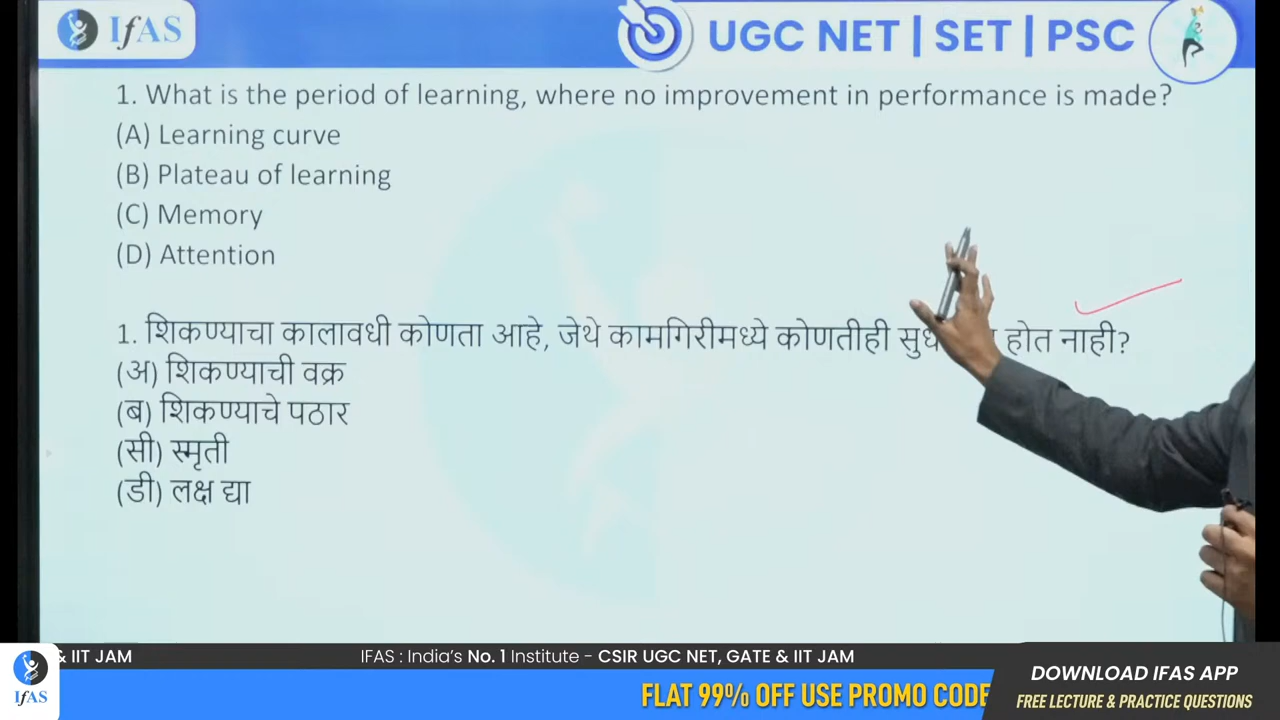 IfAS
UGC NET | SET | PSC
1. What is the period of learning, where no improvement in performance is made?
(A) Learning curve
(B) Plateau of learning
(C) Memory
(D) Attention
1. शिकण्याचा कालावधी कोणता आहे, जेथे कामगिरीमध्ये कोणतीही होत नाही?
(अ) शिकण्याची वक्र
(ब) शिकण्याचे पठार
(सी) स्मृती
(डी) लक्ष द्या
& IIT JAM IFAS : India's No. 1 Institute - CSIR UGC NET, GATE & IIT JAM
IfAS
FLAT 99% OFF USE PROMO CODE
DOWNLOAD IFAS APP
FREE LECTURE & PRACTICE QUESTIONS